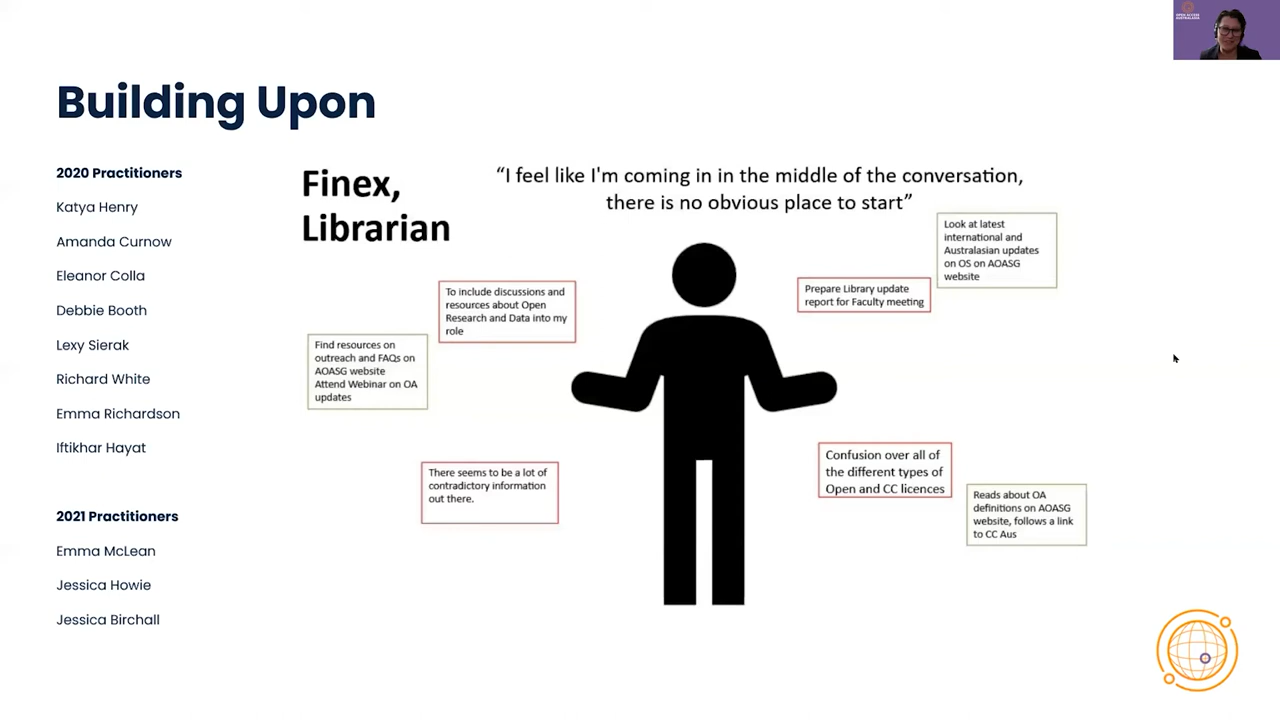 OPEN ACCESS
AUSTRALASIA
Building Upon
2020 Practitioners
Katya Henry
Amanda Curnow
Eleanor Colla
Debbie Booth
Lexy Sierak
Richard White
Emma Richardson
Iftikhar Hayat
2021 Practitioners
Emma McLean
Jessica Howie
Jessica Birchall
Finex,
Librarian
“I feel like I'm coming in in the middle of the conversation,
there is no obvious place to start”
To include discussions and
resources about Open
Research and Data into my
role
Find resources on
outreach and FAQs on
AOASG website
Attend Webinar on OA
updates
There seems to be a lot of
contradictory information
out there.
Look at latest
international and
Australasian updates
on OS on AOASG
website
Prepare Library update
report for Faculty meeting
Confusion over all of
the different types of
Open and CC licences
Reads about OA
definitions on AOASG
website, follows a link
to CC Aus